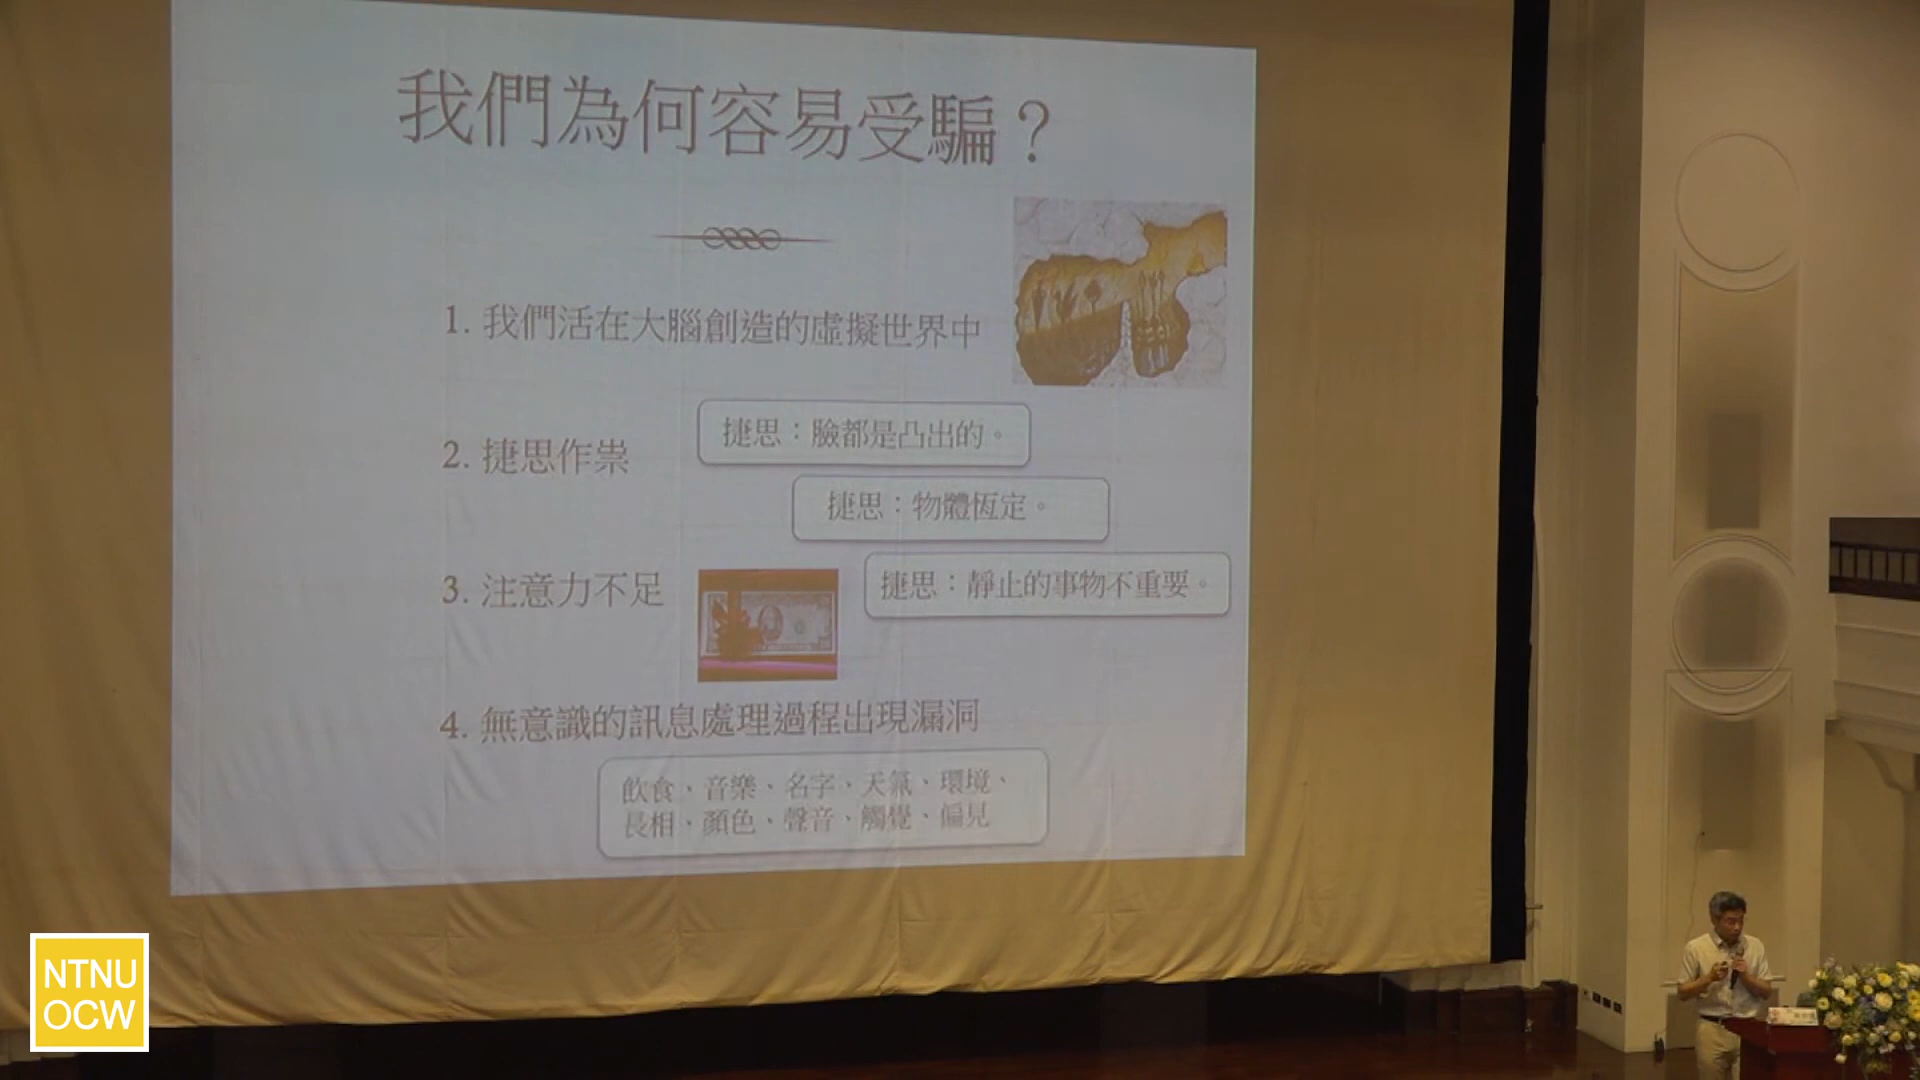 我們為何容易受騙？
1. 我們活在大腦創造的虛擬世界中
2. 捷思作祟
捷思：臉都是凸出的。
捷思：物體恆定。
3. 注意力不足
捷思：靜止的事物不重要。
4. 無意識的訊息處理過程出現漏洞
飲食、音樂、名字、天氣、環境、
長相、顏色、聲音、觸覺、偏見
NTNU
OCW